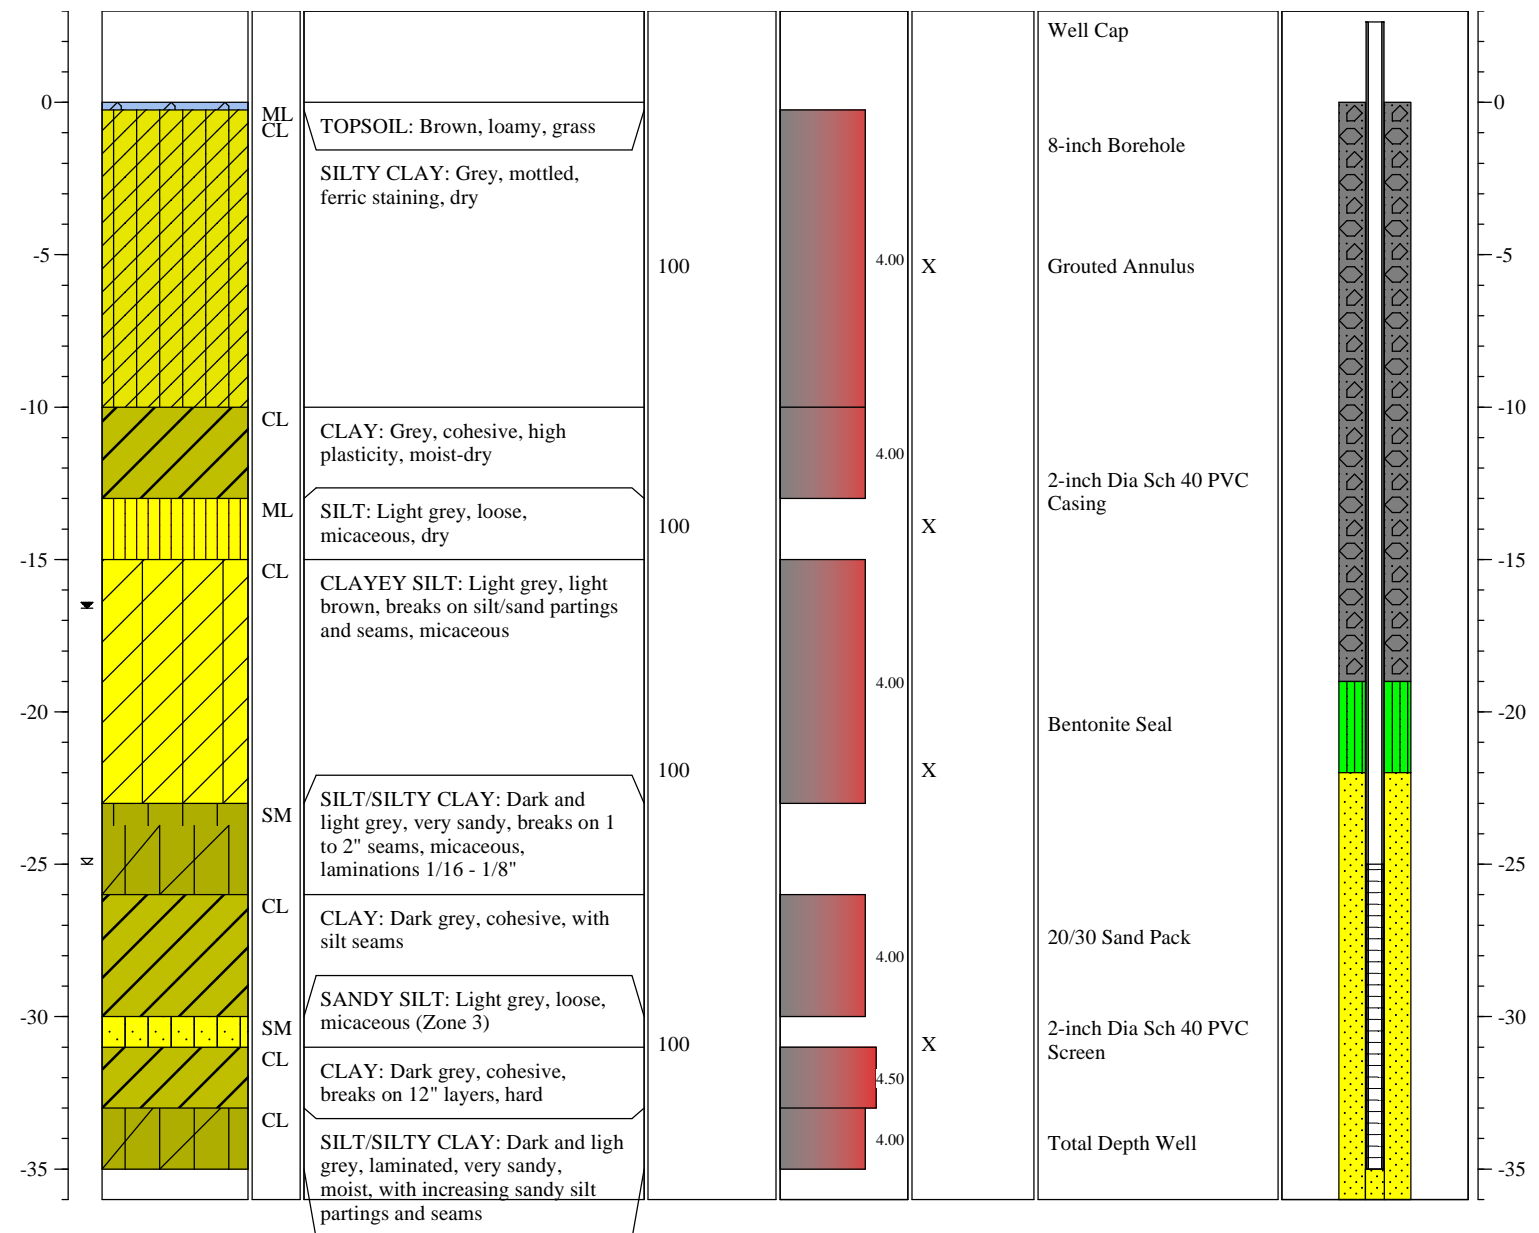 Well Cap
0
ML
CL
TOPSOIL: Brown, loamy, grass
0
8-inch Borehole
SILTY CLAY: Grey, mottled,
ferric staining, dry
-5
100
4.00
X
Grouted Annulus
-5
-10
CL
CLAY: Grey, cohesive, high
plasticity, moist-dry
4.00
-10
2-inch Dia Sch 40 PVC
Casing
ML
SILT: Light grey, loose,
micaceous, dry
100
X
-15
CL
CLAYEY SILT: Light grey, light
brown, breaks on silt/sand partings
and seams, micaceous
-15
4.00
-20
Bentonite Seal
-20
100
X
SM
SILT/SILTY CLAY: Dark and
light grey, very sandy, breaks on 1
to 2" seams, micaceous,
laminations 1/16 - 1/8"
-25
-25
CL
CLAY: Dark grey, cohesive, with
silt seams
4.00
20/30 Sand Pack
-30
SM
SANDY SILT: Light grey, loose,
micaceous (Zone 3)
100
X
2-inch Dia Sch 40 PVC
Screen
-30
CL
CLAY: Dark grey, cohesive,
breaks on 12" layers, hard
4.50
CL
SILT/SILTY CLAY: Dark and ligh
grey, laminated, very sandy,
moist, with increasing sandy silt
partings and seams
4.00
Total Depth Well
-35
-35